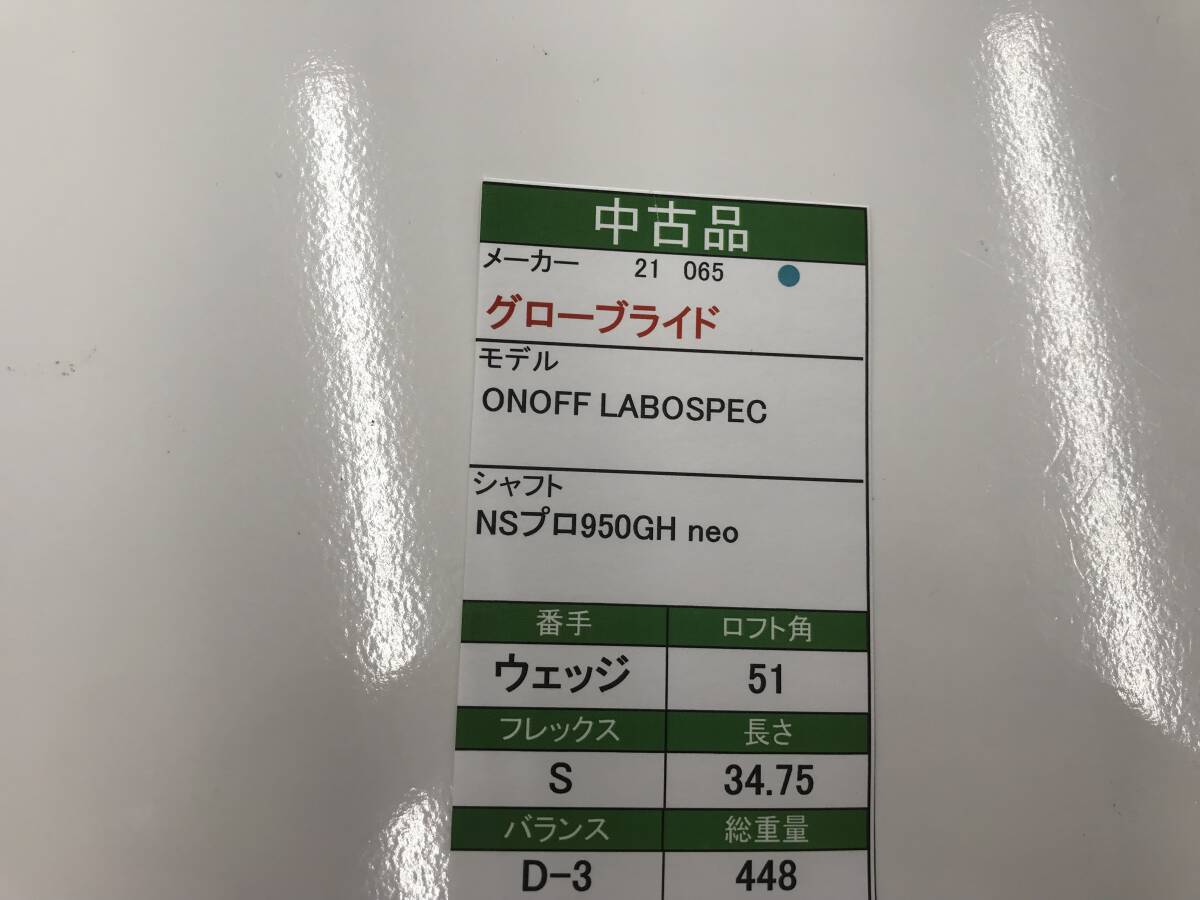 中古品
メーカー 21 065
グローブライド
モデル
ONOFF LABOSPEC
シャフト
NSプロ950GH neo
番手 ロフト角
ウェッジ 51
フレックス 長さ
S 34.75
バランス 総重量
D-3 448